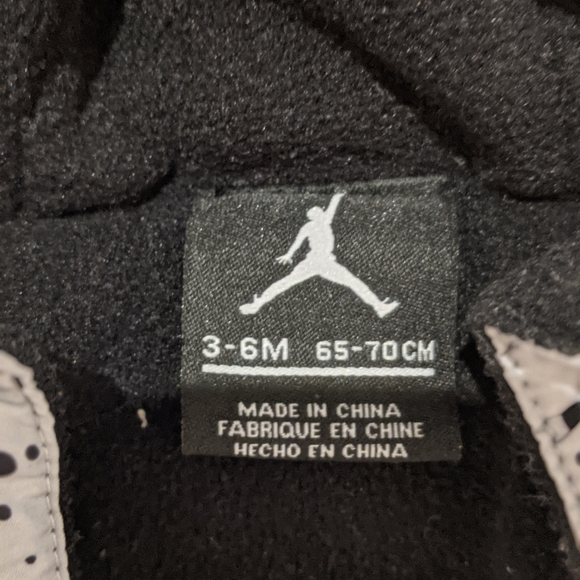 3-6M 65-70CM
MADE IN CHINA
FABRIQUE EN CHINE
HECHO EN CHINA